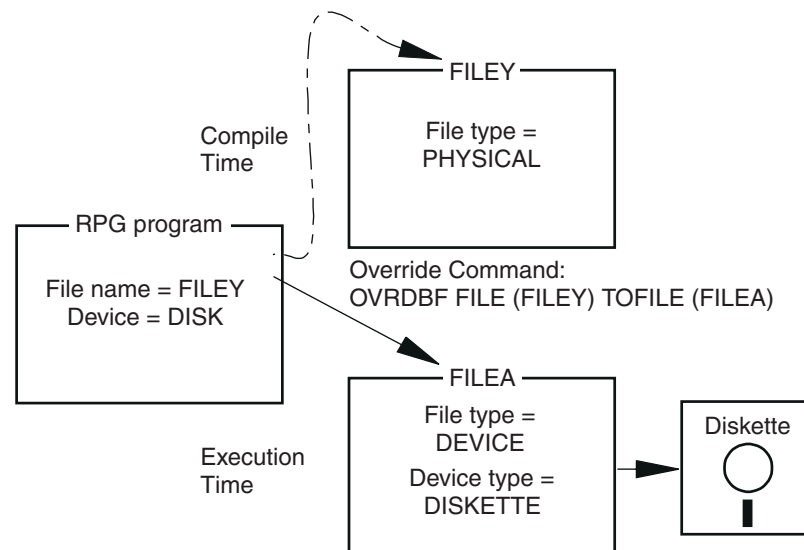 FILEY
File type =
PHYSICAL
Compile
Time
RPG program
File name = FILEY
Device = DISK
Override Command:
OVRDBF FILE (FILEY) TOFILE (FILEA)
FILEA
File type =
DEVICE
Device type =
DISKETTE
Diskette
Execution
Time